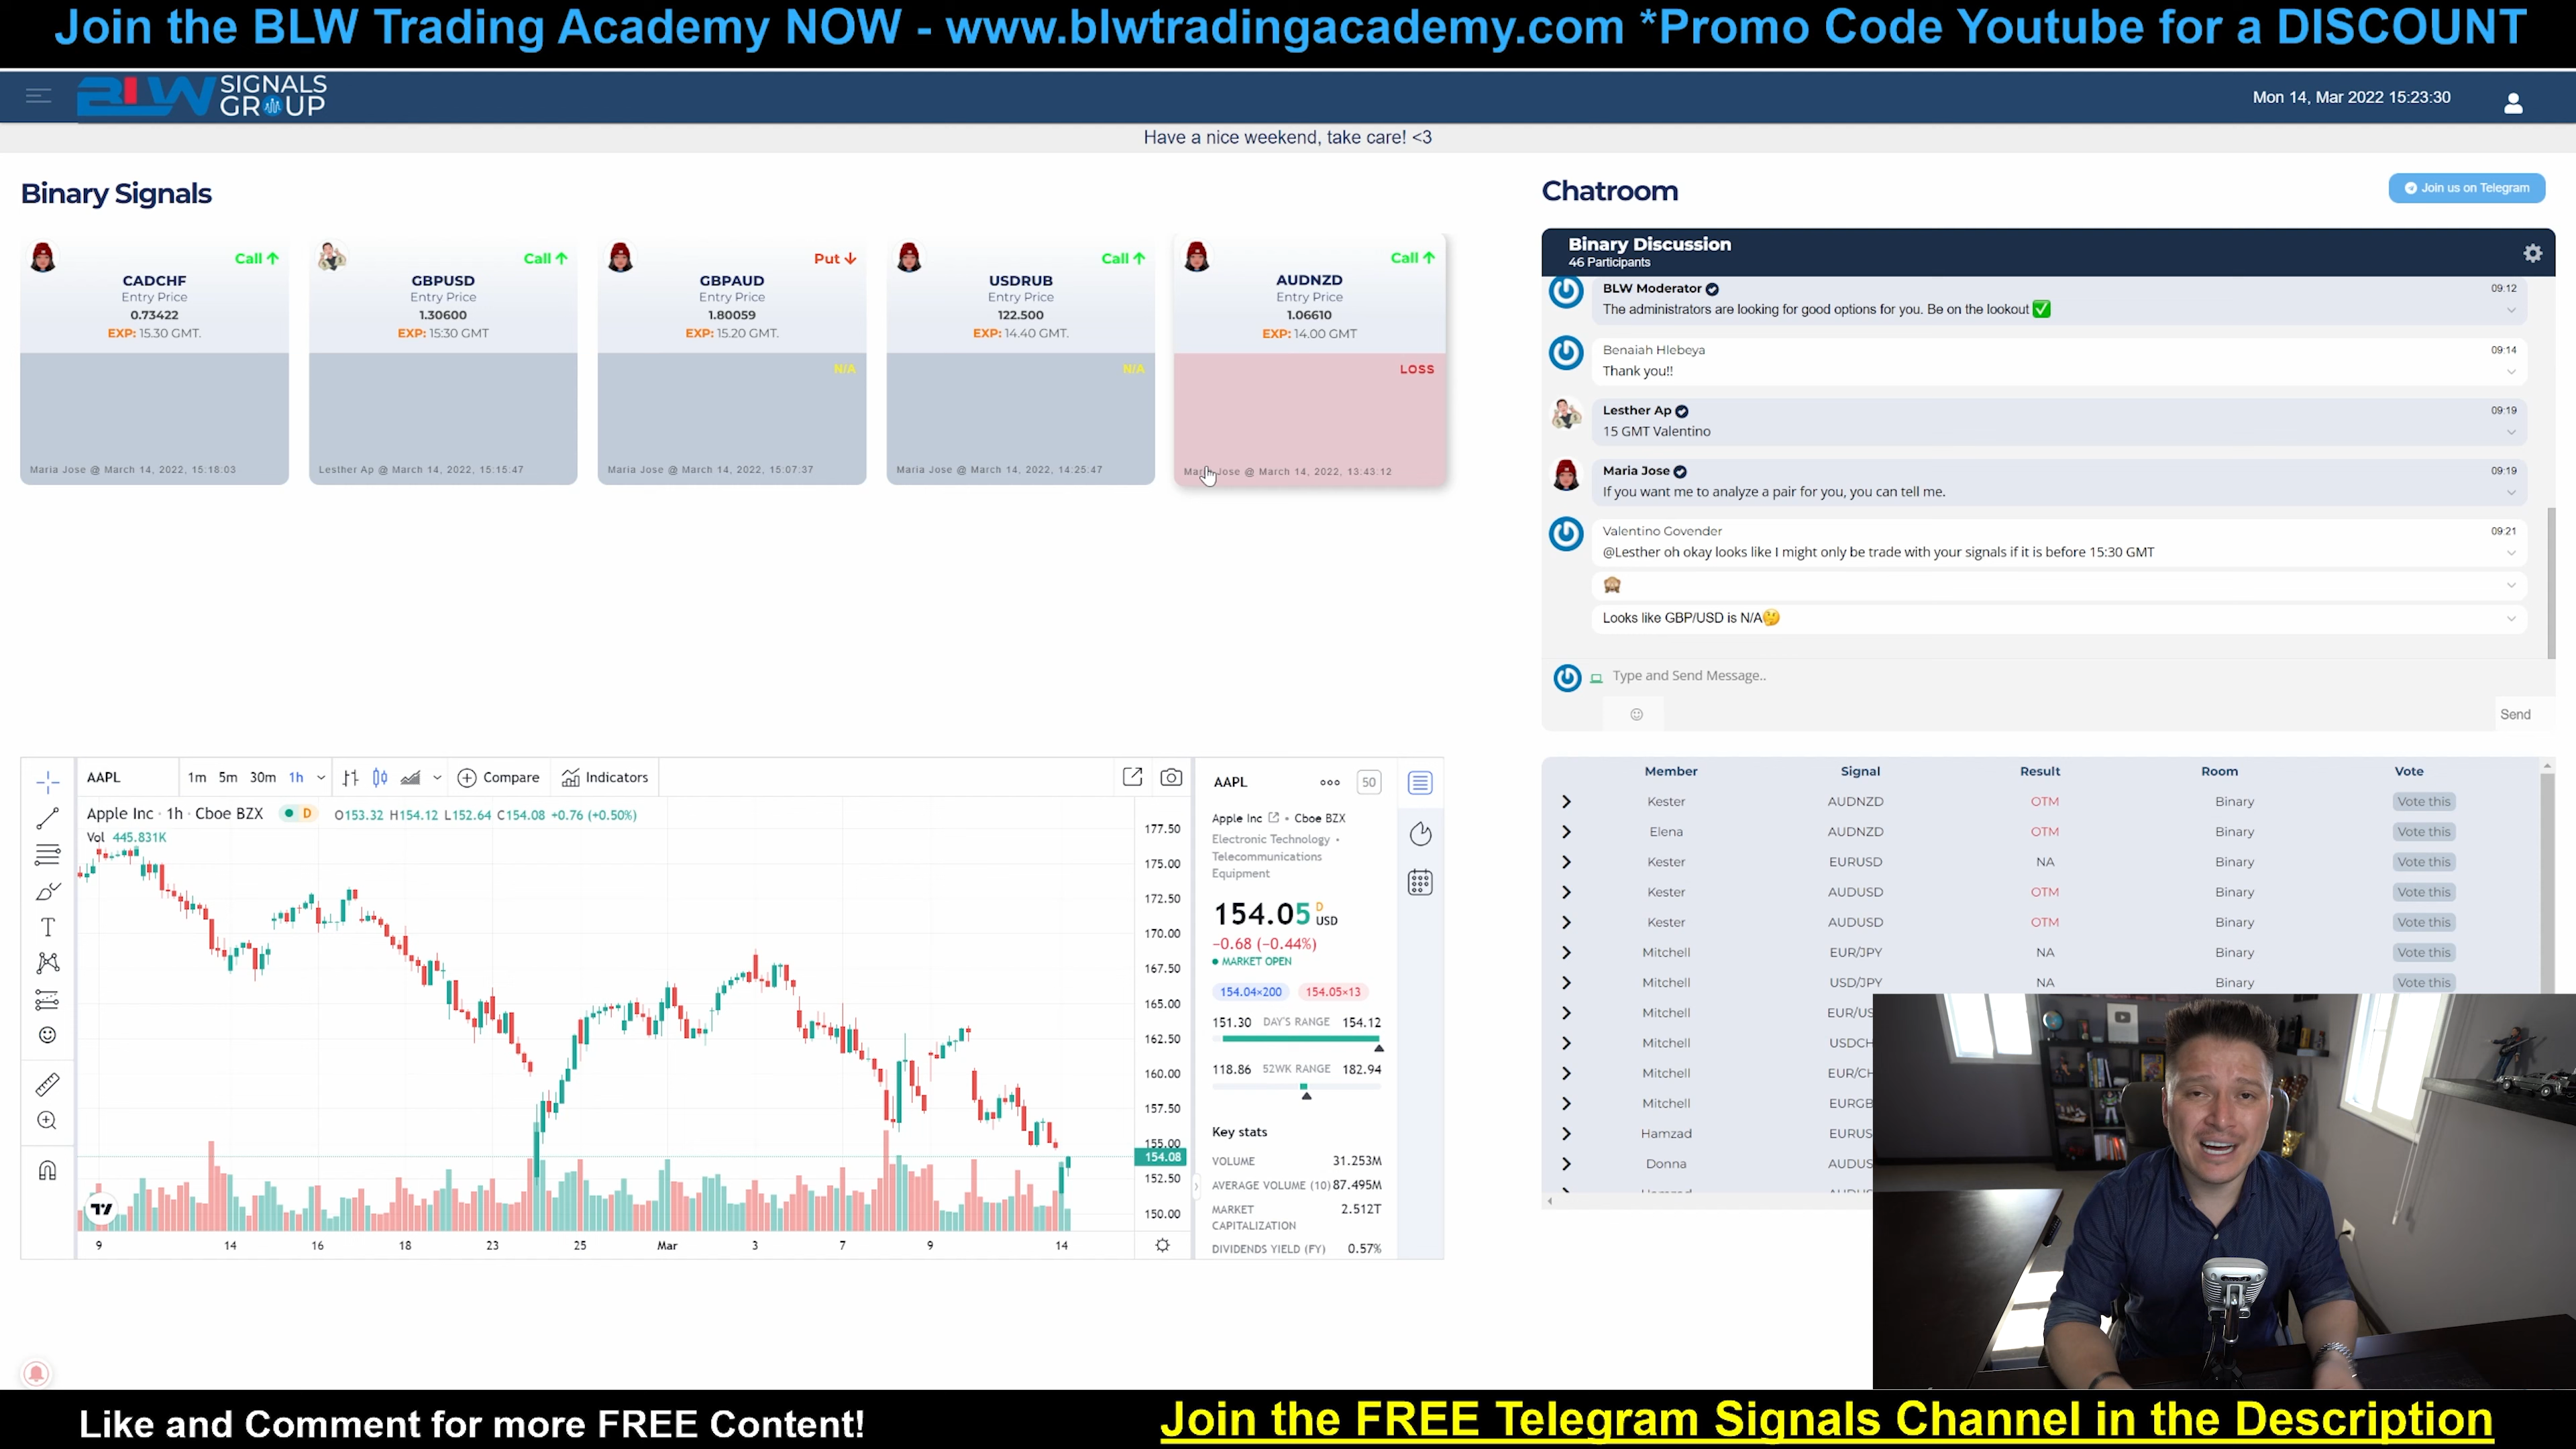 Join the BLW Trading Academy NOW - www.blwtradingacademy.com *Promo Code Youtube for a DISCOUNT
BLW SIGNALS GROUP
Mon 14, Mar 2022 15:23:30
Have a nice weekend, take care! <3
Binary Signals
Call
CADCHF
Entry Price
0.73422
EXP: 15.30 GMT.
Maria Jose @ March 14, 2022, 15:18:03
Call
GBPUSD
Entry Price
1.30600
EXP: 15:30 GMT
Lesther Ap @ March 14, 2022, 15:15:47
Put
GBPAUD
Entry Price
1.80059
EXP: 15.20 GMT.
N/A
Maria Jose @ March 14, 2022, 15:07:37
Call
USDRUB
Entry Price
122.500
EXP: 14.40 GMT.
N/A
Maria Jose @ March 14, 2022, 14:25:47
Call
AUDNZD
Entry Price
1.06610
EXP: 14.00 GMT
LOSS
Maria Jose @ March 14, 2022, 13:43:12
Chatroom
Join us on Telegram
Binary Discussion
46 Participants
BLW Moderator 09:12
The administrators are looking for good options for you. Be on the lookout ✅
Benaiah Hlebeya 09:14
Thank you!!
Lesther Ap 09:19
15 GMT Valentino
Maria Jose 09:19
If you want me to analyze a pair for you, you can tell me.
Valentino Govender 09:21
@Lesther oh okay looks like I might only be trade with your signals if it is before 15:30 GMT
🙈
Looks like GBP/USD is N/A🤔
Type and Send Message..
Send
AAPL 1m 5m 30m 1h Compare Indicators
Apple Inc · 1h · Cboe BZX D O153.32 H154.12 L152.64 C154.08 +0.76 (+0.50%)
Vol 445.831K
177.50
175.00
172.50
170.00
167.50
165.00
162.50
160.00
157.50
155.00
154.08
152.50
150.00
9 14 16 18 23 25 Mar 3 7 9 14
AAPL 50
Apple Inc • Cboe BZX
Electronic Technology •
Telecommunications
Equipment
154.05 D USD
−0.68 (−0.44%)
MARKET OPEN
154.04×200 154.05×13
151.30 DAY'S RANGE 154.12
118.86 52WK RANGE 182.94
Key stats
VOLUME 31.253M
AVERAGE VOLUME (10) 87.495M
MARKET CAPITALIZATION 2.512T
DIVIDENDS YIELD (FY) 0.57%
Member Signal Result Room Vote
Kester AUDNZD OTM Binary Vote this
Elena AUDNZD OTM Binary Vote this
Kester EURUSD NA Binary Vote this
Kester AUDUSD OTM Binary Vote this
Kester AUDUSD OTM Binary Vote this
Mitchell EUR/JPY NA Binary Vote this
Mitchell USD/JPY NA Binary Vote this
Mitchell EUR/US
Mitchell USDCH
Mitchell EUR/CH
Mitchell EURGB
Hamzad EURUS
Donna AUDUS
Like and Comment for more FREE Content!
Join the FREE Telegram Signals Channel in the Description